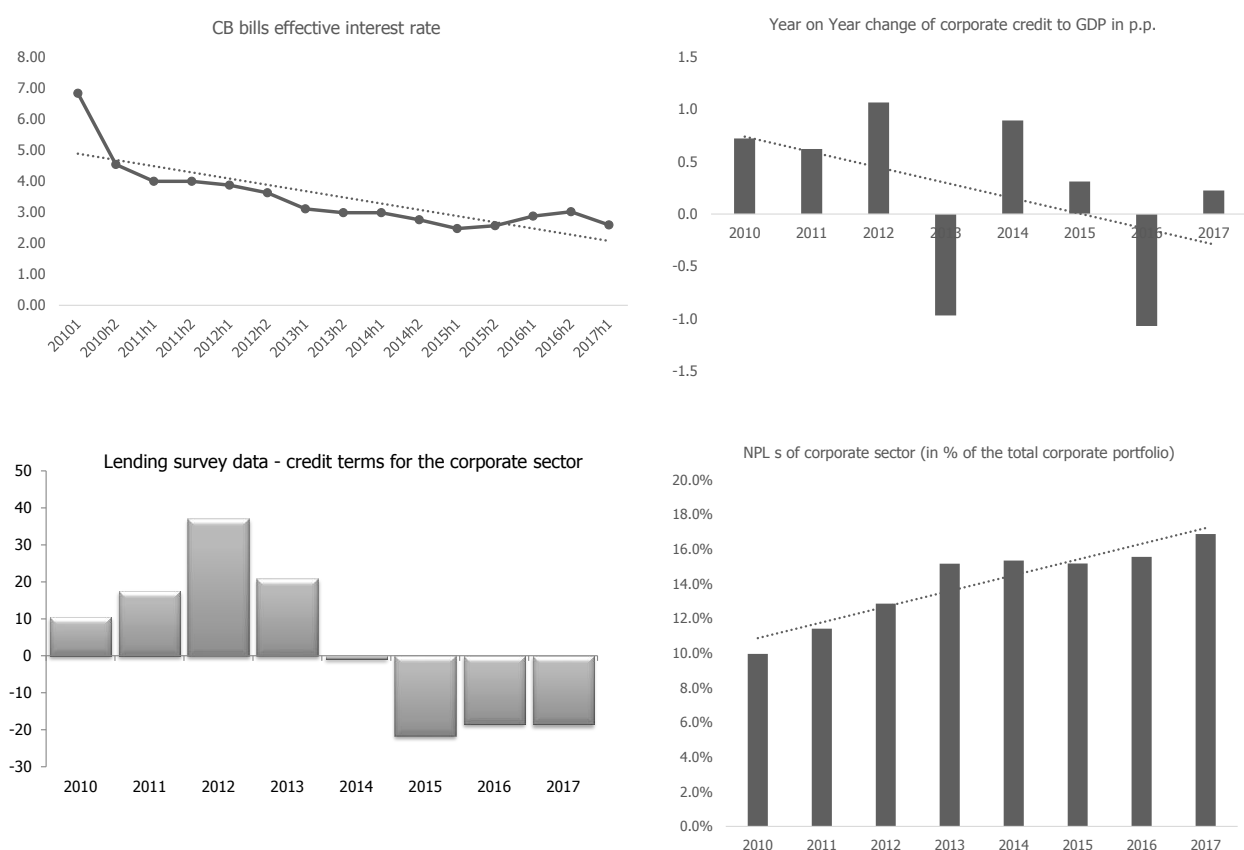 CB bills effective interest rate
8.00
7.00
6.00
5.00
4.00
3.00
2.00
1.00
0.00
20101
2010h2
2011h1
2011h2
2012h1
2012h2
2013h1
2013h2
2014h1
2014h2
2015h1
2015h2
2016h1
2016h2
2017h1
Year on Year change of corporate credit to GDP in p.p.
1.5
1.0
0.5
0.0
-0.5
-1.0
-1.5
2010 2011 2012 2013 2014 2015 2016 2017
Lending survey data - credit terms for the corporate sector
50
40
30
20
10
0
-10
-20
-30
2010 2011 2012 2013 2014 2015 2016 2017
NPL s of corporate sector (in % of the total corporate portfolio)
20.0%
18.0%
16.0%
14.0%
12.0%
10.0%
8.0%
6.0%
4.0%
2.0%
0.0%
2010 2011 2012 2013 2014 2015 2016 2017